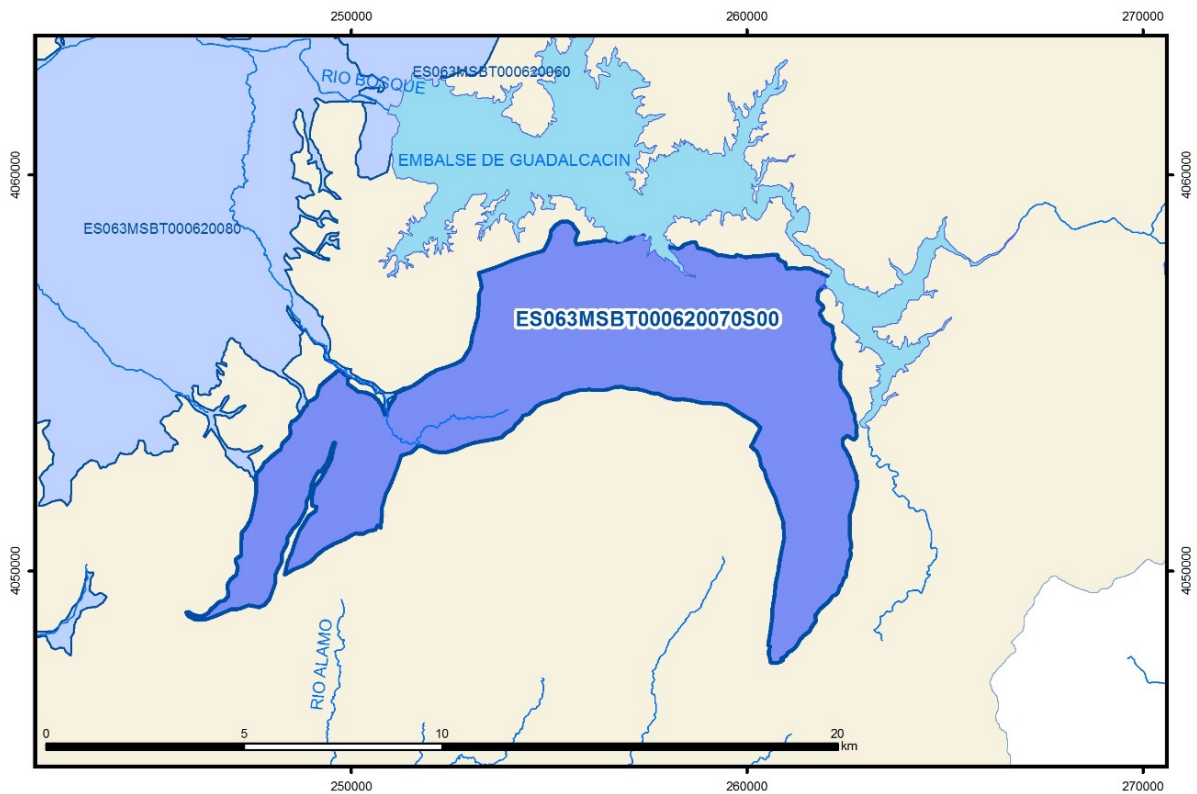 250000
260000
270000
ES063MSBT000620060
RIO BOSQUE
4060000
EMBALSE DE GUADALCACIN
4060000
ES063MSBT000620080
ES063MSBT000620070S00
4050000
4050000
RIO ALAMO
0
5
10
20
km
250000
260000
270000